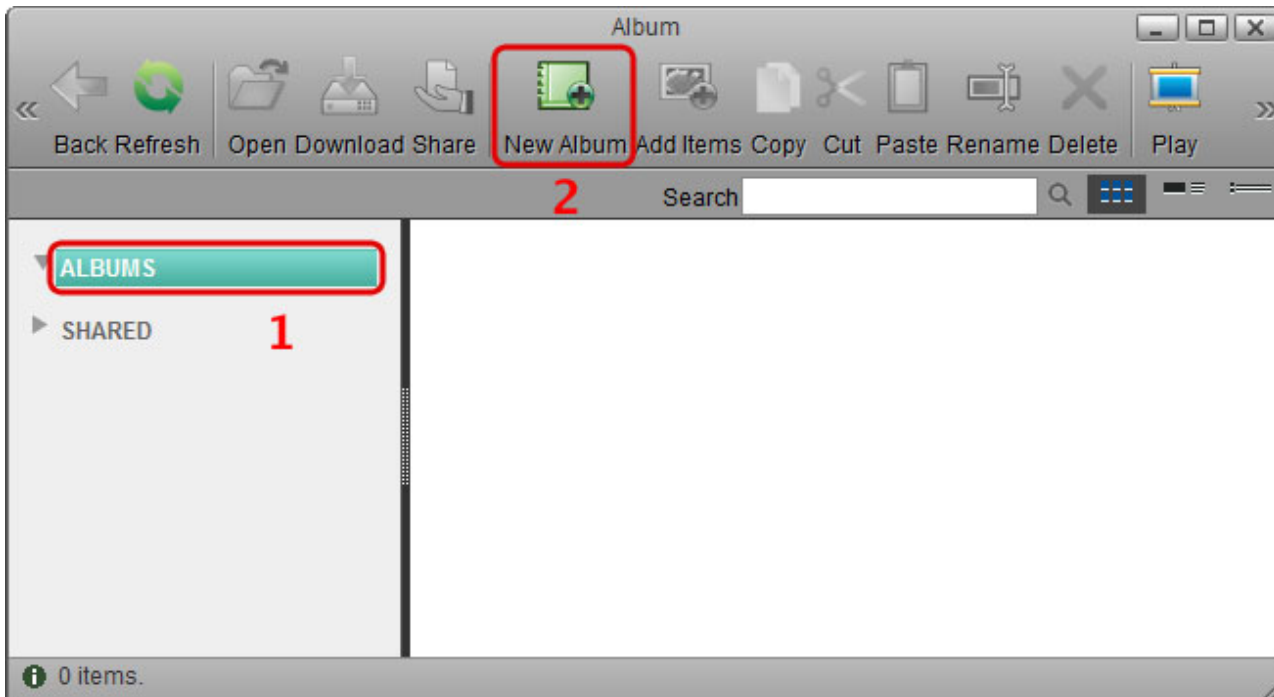 Album
Back Refresh Open Download Share New Album Add Items Copy Cut Paste Rename Delete Play
2
Search
ALBUMS
SHARED
1
0 items.